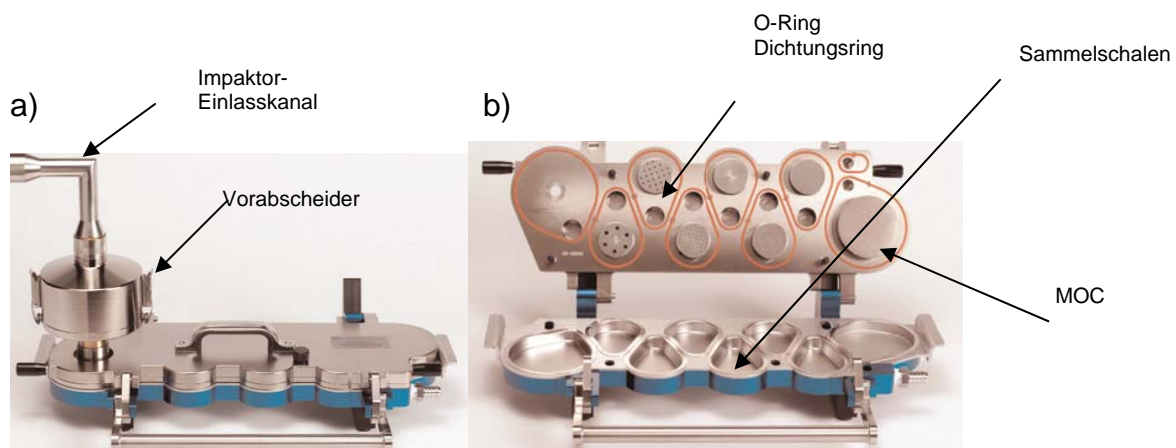 a)
Impaktor-
Einlasskanal
Vorabscheider
b)
O-Ring
Dichtungsring
Sammelschalen
MOC